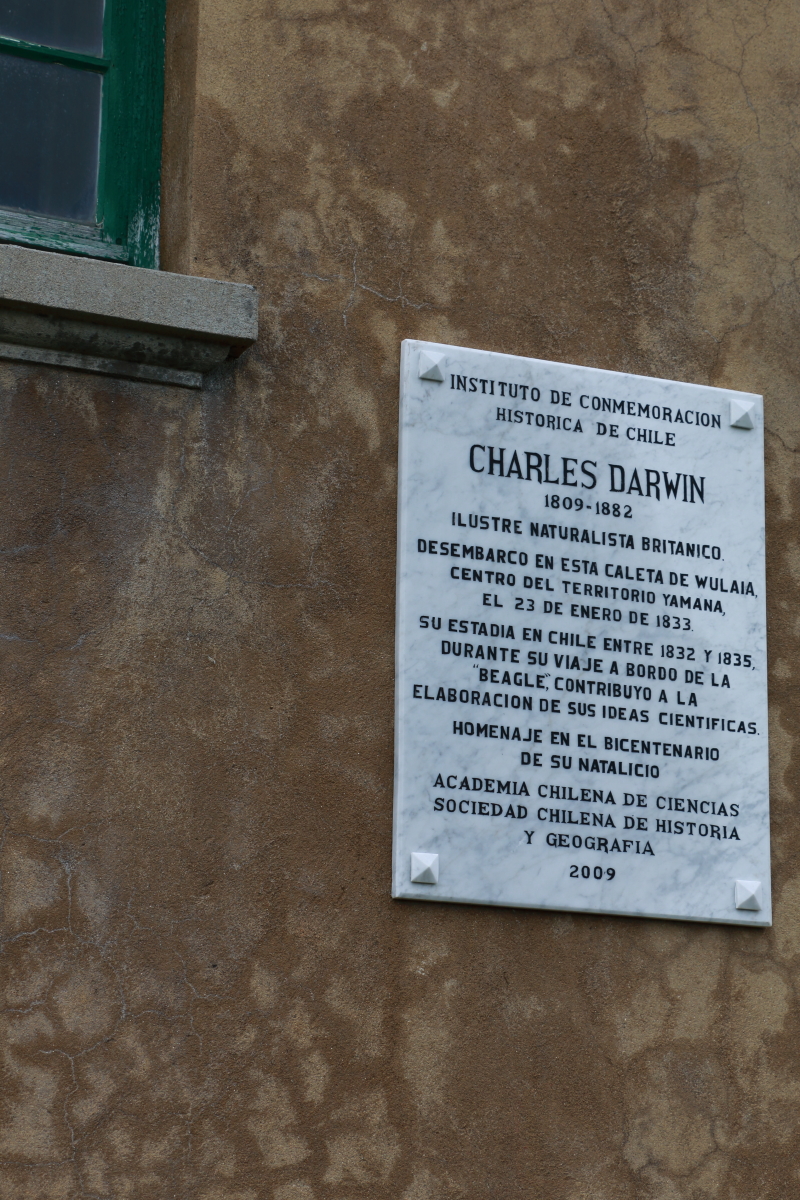 INSTITUTO DE CONMEMORACION
HISTORICA DE CHILE
CHARLES DARWIN
1809-1882
ILUSTRE NATURALISTA BRITANICO.
DESEMBARCO EN ESTA CALETA DE WULAIA,
CENTRO DEL TERRITORIO YAMANA,
EL 23 DE ENERO DE 1833.
SU ESTADIA EN CHILE ENTRE 1832 Y 1835,
DURANTE SU VIAJE A BORDO DE LA
"BEAGLE", CONTRIBUYO A LA
ELABORACION DE SUS IDEAS CIENTIFICAS.
HOMENAJE EN EL BICENTENARIO
DE SU NATALICIO
ACADEMIA CHILENA DE CIENCIAS
SOCIEDAD CHILENA DE HISTORIA
Y GEOGRAFIA
2009